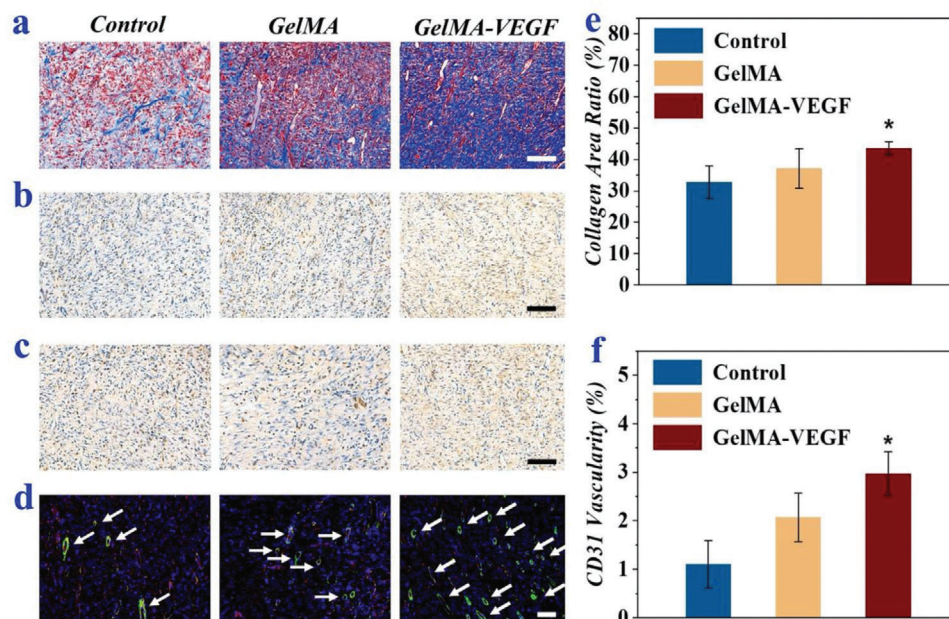 a
Control
GelMA
GelMA-VEGF
b
c
d
e
Collagen Area Ratio (%)
80
70
60
50
40
30
20
10
0
Control
GelMA
GelMA-VEGF
*
f
CD31 Vascularity (%)
5
4
3
2
1
0
Control
GelMA
GelMA-VEGF
*